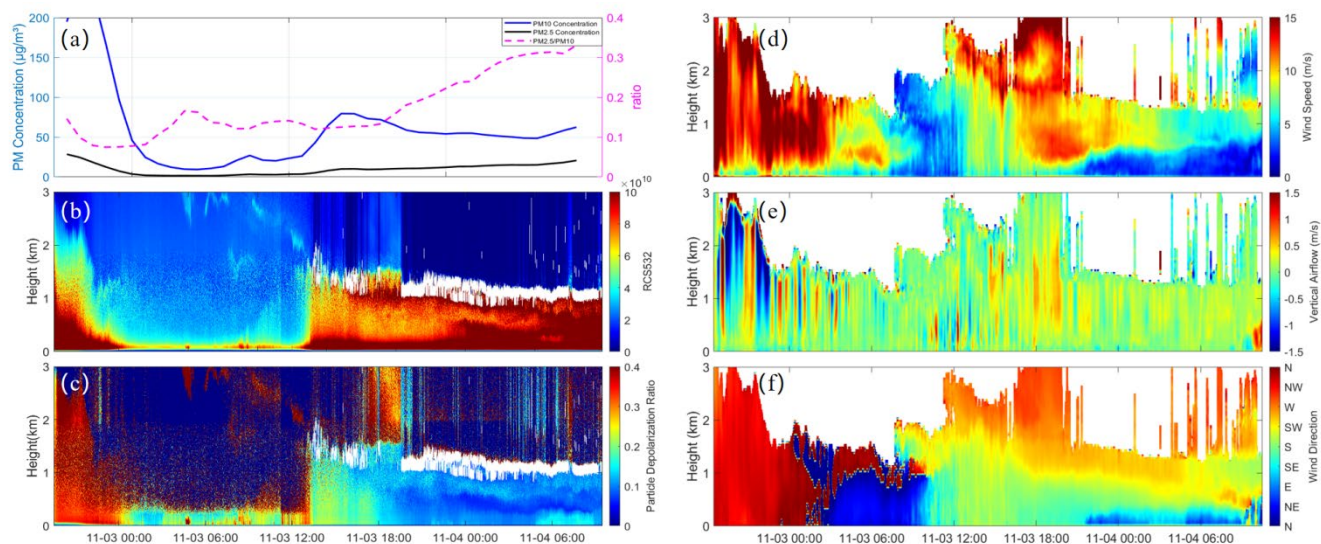 (a)
PM10 Concentration
PM2.5 Concentration
PM2.5/PM10
PM Concentration (μg/m³)
200
150
100
50
0
0.4
0.3
0.2
0.1
0
ratio
(b)
Height(km)
3
2
1
0
×10¹⁰
10
8
6
4
2
0
RCS532
(c)
Height(km)
3
2
1
0
0.4
0.3
0.2
0.1
0
Particle Depolarization Ratio
11-03 00:00 11-03 06:00 11-03 12:00 11-03 18:00 11-04 00:00 11-04 06:00
(d)
Height (km)
3
2
1
0
15
10
5
0
Wind Speed (m/s)
(e)
Height (km)
3
2
1
0
1.5
1
0.5
0
-0.5
-1
-1.5
Vertical Airflow (m/s)
(f)
Height (km)
3
2
1
0
N
NW
W
SW
S
SE
E
NE
N
Wind Direction
11-03 00:00 11-03 06:00 11-03 12:00 11-03 18:00 11-04 00:00 11-04 06:00